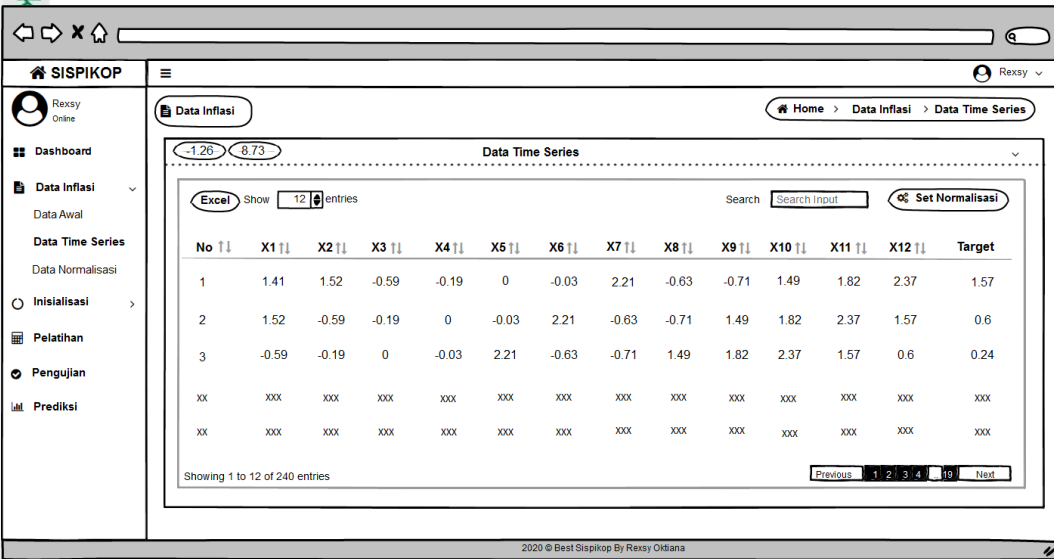 SISPIKOP
Rexsy
Rexsy
Online
Data Inflasi
Home > Data Inflasi > Data Time Series
Dashboard
Data Inflasi
Data Awal
Data Time Series
Data Normalisasi
Inisialisasi
Pelatihan
Pengujian
Prediksi
-1.26 8.73 Data Time Series
Excel Show 12 entries Search Search Input Set Normalisasi
No X1 X2 X3 X4 X5 X6 X7 X8 X9 X10 X11 X12 Target
1 1.41 1.52 -0.59 -0.19 0 -0.03 2.21 -0.63 -0.71 1.49 1.82 2.37 1.57
2 1.52 -0.59 -0.19 0 -0.03 2.21 -0.63 -0.71 1.49 1.82 2.37 1.57 0.6
3 -0.59 -0.19 0 -0.03 2.21 -0.63 -0.71 1.49 1.82 2.37 1.57 0.6 0.24
xx xxx xxx xxx xxx xxx xxx xxx xxx xxx xxx xxx xxx xxx
xx xxx xxx xxx xxx xxx xxx xxx xxx xxx xxx xxx xxx xxx
Showing 1 to 12 of 240 entries Previous 1 2 3 4 ... 19 Next
2020 © Best Sispikop By Rexsy Oktiana